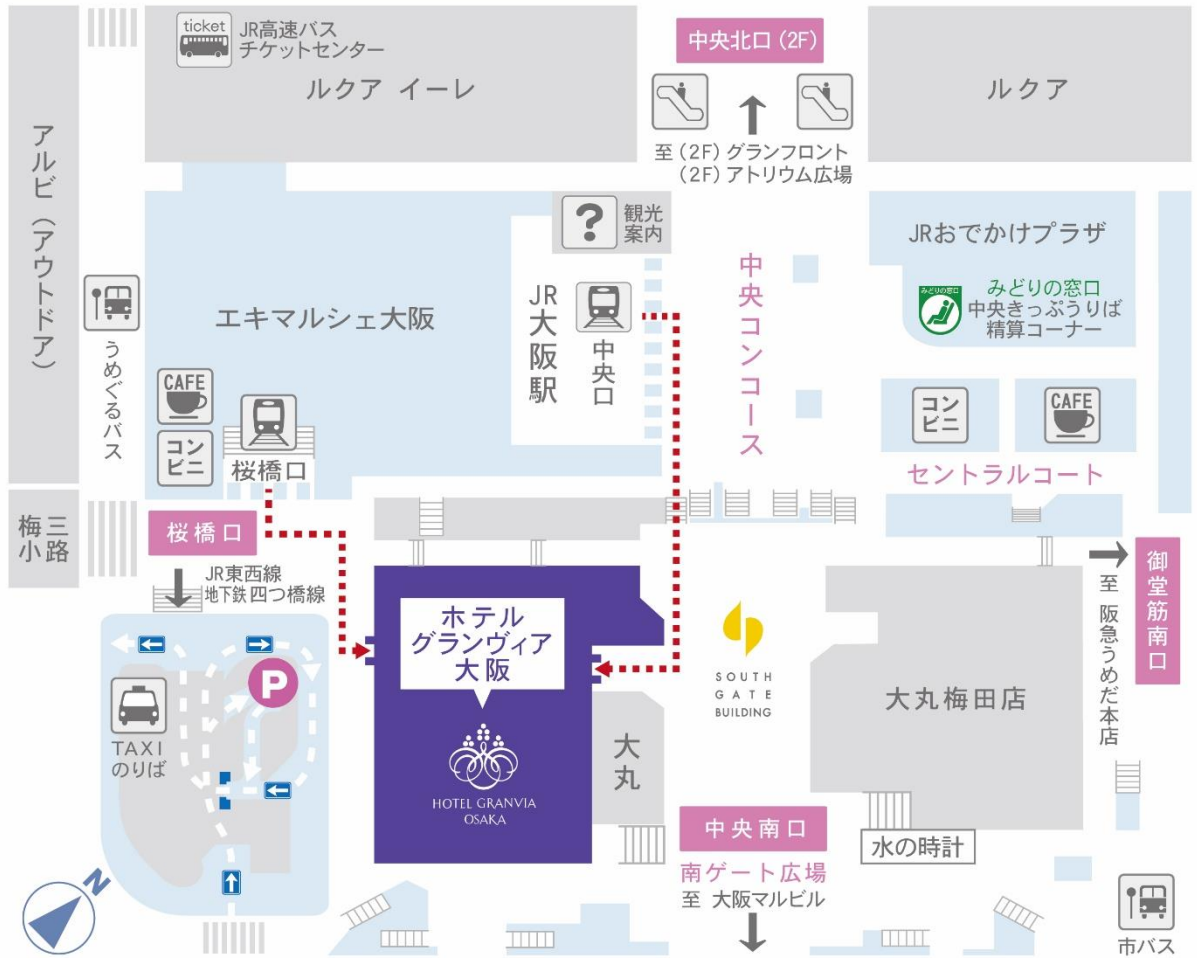 ticket
JR高速バス
チケットセンター
ルクア イーレ
中央北口(2F)
ルクア
至(2F)グランフロント
(2F)アトリウム広場
アルビ(アウトドア)
?
観光
案内
JRおでかけプラザ
みどりの窓口
みどりの窓口
中央きっぷうりば
精算コーナー
エキマルシェ大阪
JR大阪駅
中央口
中央コンコース
うめぐるバス
CAFE
コン
ビニ
桜橋口
コン
ビニ
CAFE
セントラルコート
梅三
小路
桜橋口
JR東西線
地下鉄四つ橋線
御堂筋南口
至 阪急うめだ本店
ホテル
グランヴィア
大阪
HOTEL GRANVIA
OSAKA
P
TAXI
のりば
SOUTH
GATE
BUILDING
大丸
大丸梅田店
中央南口
南ゲート広場
至 大阪マルビル
水の時計
市バス
N